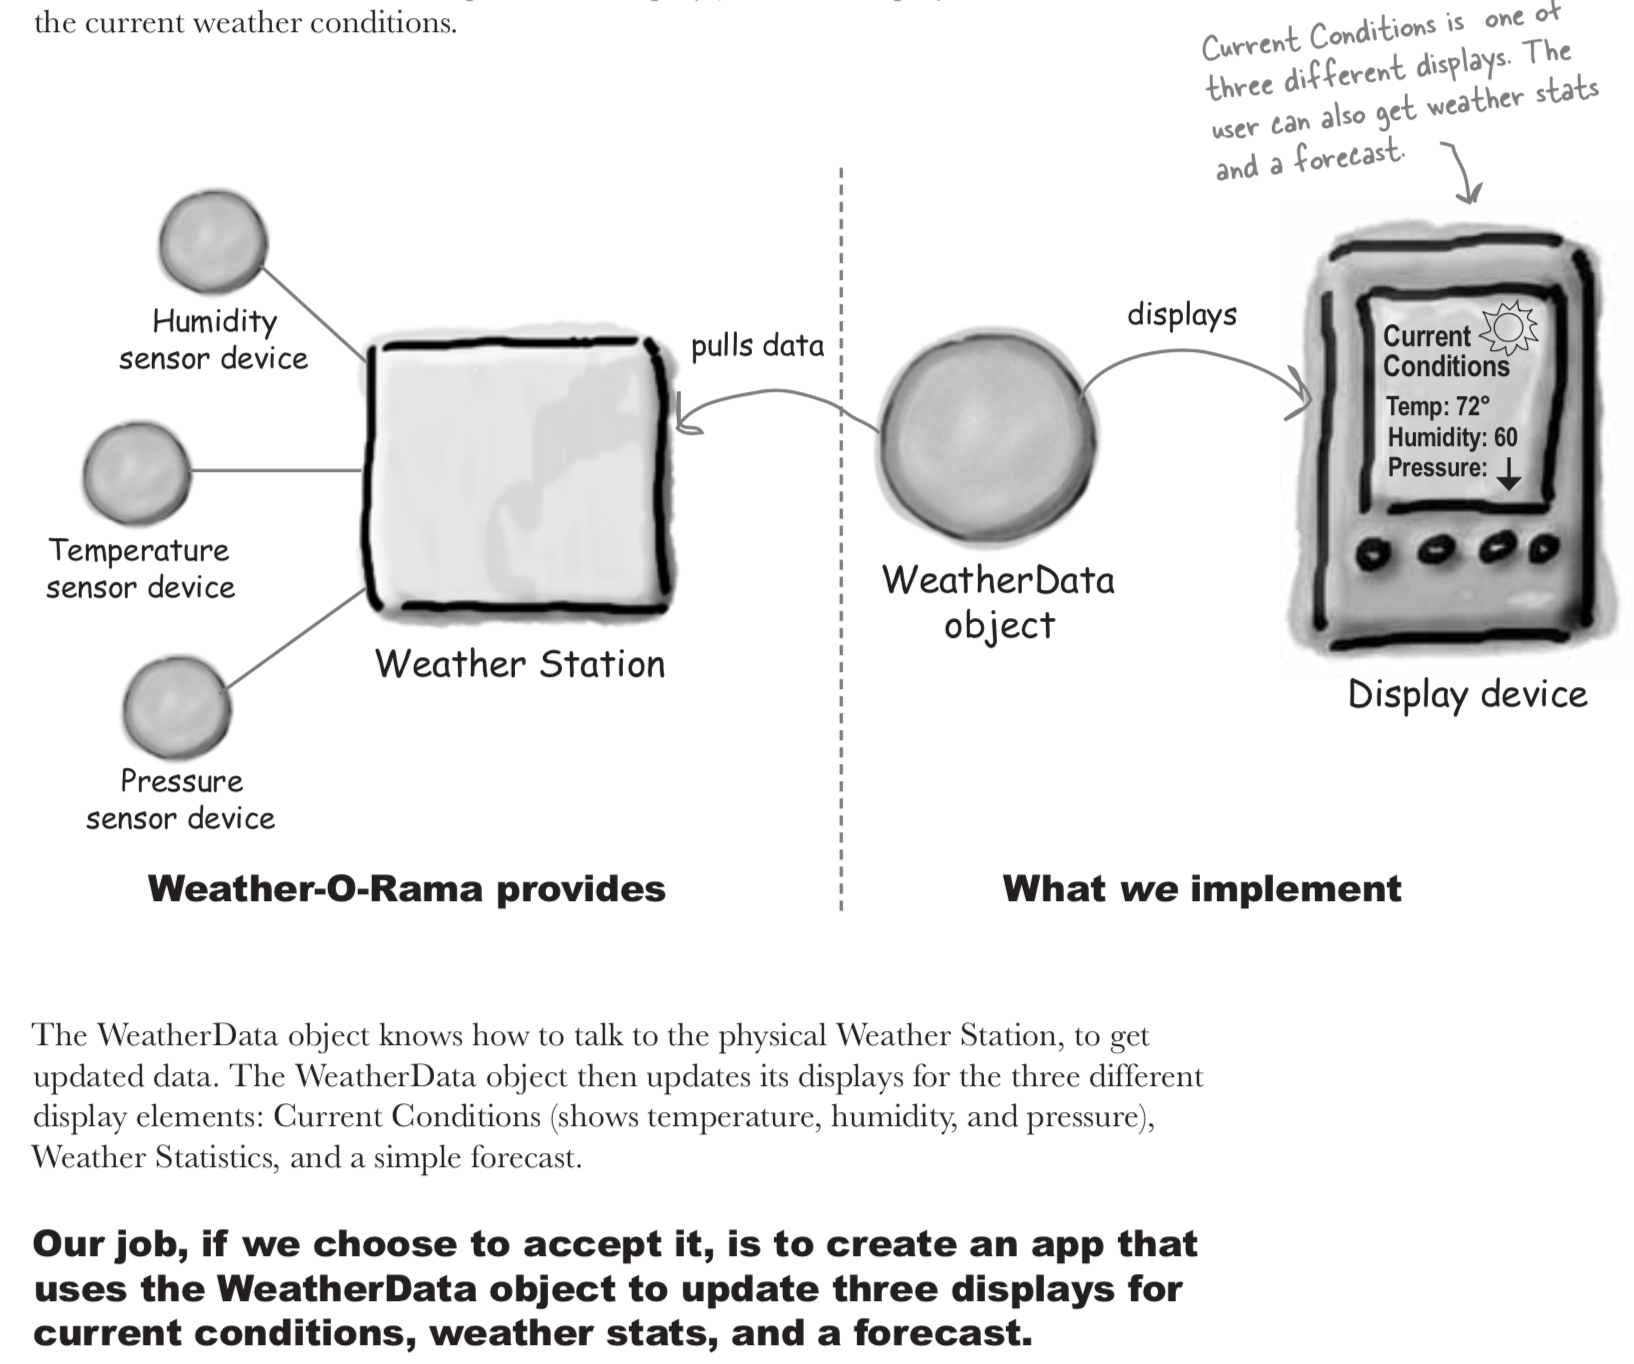 the current weather conditions.
Current Conditions is one of
three different displays. The
user can also get weather stats
and a forecast.
Humidity
sensor device
Temperature
sensor device
Pressure
sensor device
Weather Station
pulls data
WeatherData
object
displays
Current
Conditions
Temp: 72°
Humidity: 60
Pressure:
Display device
Weather-O-Rama provides
What we implement
The WeatherData object knows how to talk to the physical Weather Station, to get
updated data. The WeatherData object then updates its displays for the three different
display elements: Current Conditions (shows temperature, humidity, and pressure),
Weather Statistics, and a simple forecast.
Our job, if we choose to accept it, is to create an app that
uses the WeatherData object to update three displays for
current conditions, weather stats, and a forecast.